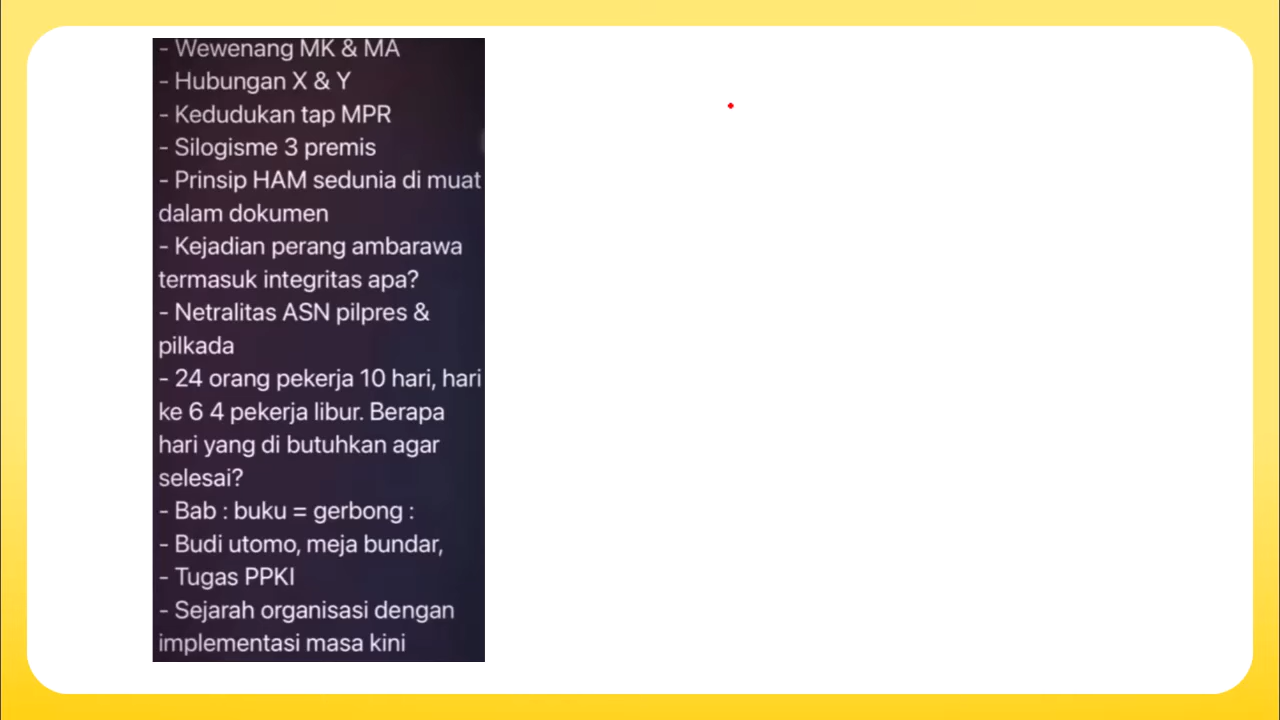 - Wewenang MK & MA
- Hubungan X & Y
- Kedudukan tap MPR
- Silogisme 3 premis
- Prinsip HAM sedunia di muat
dalam dokumen
- Kejadian perang ambarawa
termasuk integritas apa?
- Netralitas ASN pilpres &
pilkada
- 24 orang pekerja 10 hari, hari
ke 6 4 pekerja libur. Berapa
hari yang di butuhkan agar
selesai?
- Bab : buku = gerbong :
- Budi utomo, meja bundar,
- Tugas PPKI
- Sejarah organisasi dengan
implementasi masa kini